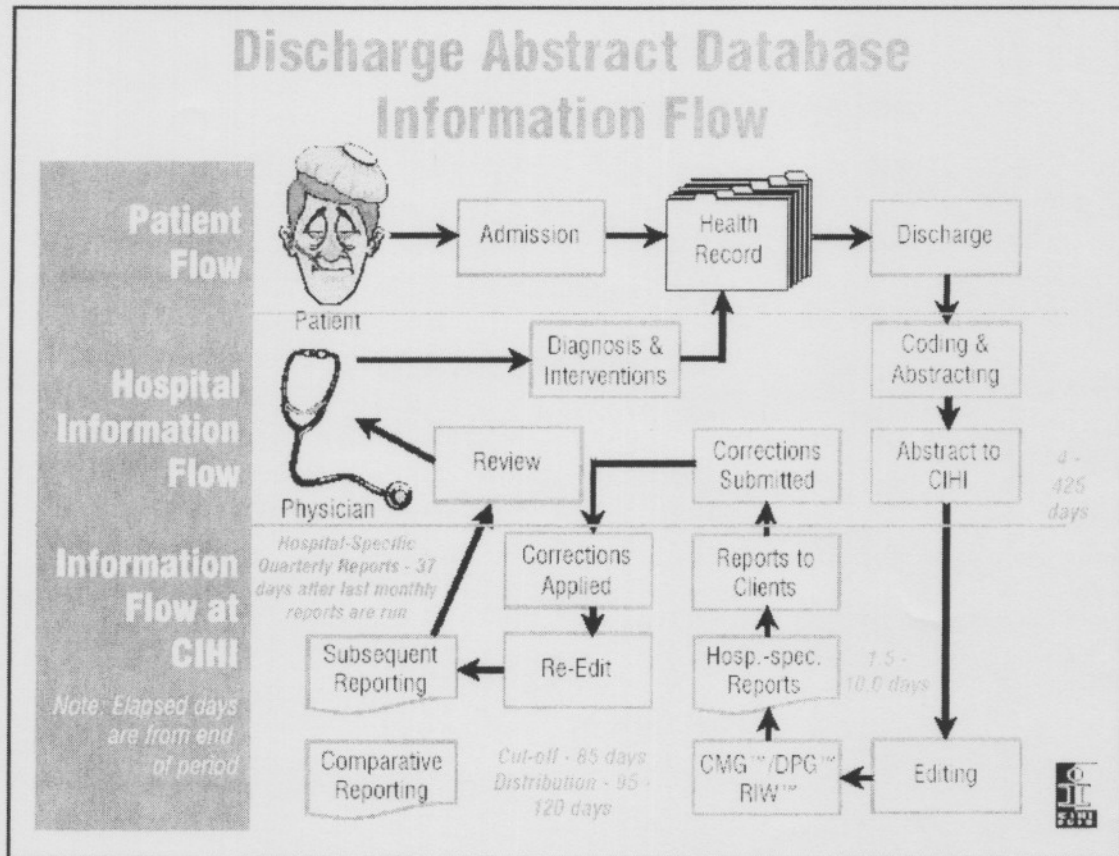 Discharge Abstract Database
Information Flow
Patient
Flow
Patient
Admission
Health
Record
Discharge
Hospital
Information
Flow
Physician
Diagnosis &
Interventions
Coding &
Abstracting
Review
Corrections
Submitted
Abstract to
CIHI
4 -
425
days
Information
Flow at
CIHI
Note: Elapsed days
are from end
of period
Hospital-Specific
Quarterly Reports - 37
days after last monthly
reports are run
Corrections
Applied
Reports to
Clients
Subsequent
Reporting
Re-Edit
Hosp.-spec.
Reports
1.5 -
10.0 days
Comparative
Reporting
Cut-off - 85 days
Distribution - 95 -
120 days
CMG™/DPG™
RIW™
Editing